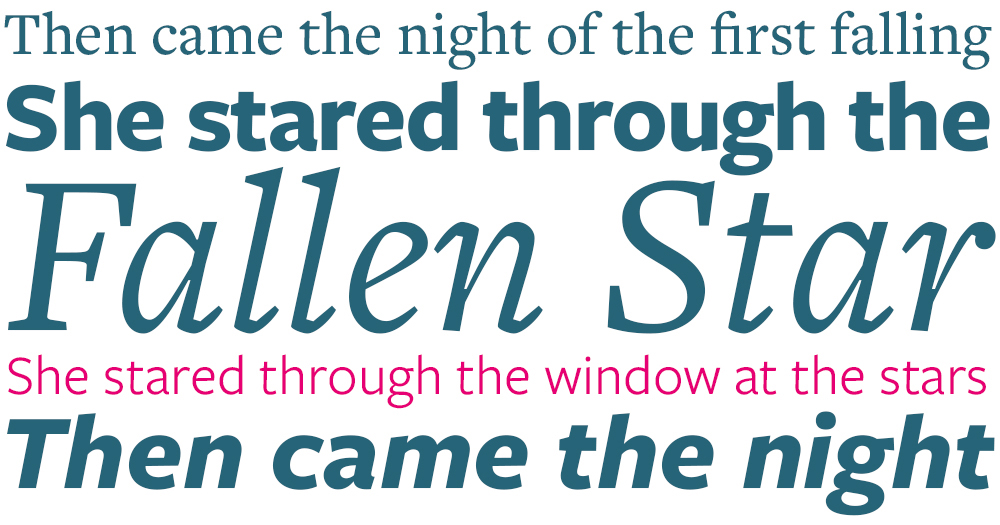 Then came the night of the first falling
She stared through the
Fallen Star
She stared through the window at the stars
Then came the night